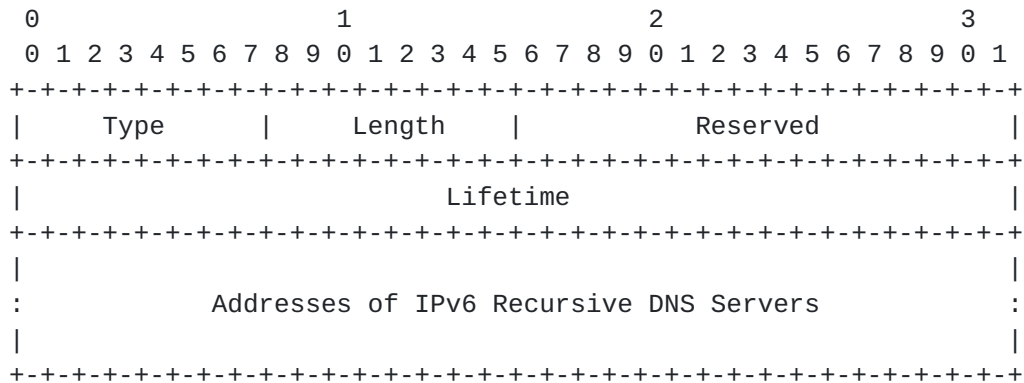 0                   1                   2                   3
 0 1 2 3 4 5 6 7 8 9 0 1 2 3 4 5 6 7 8 9 0 1 2 3 4 5 6 7 8 9 0 1
+-+-+-+-+-+-+-+-+-+-+-+-+-+-+-+-+-+-+-+-+-+-+-+-+-+-+-+-+-+-+-+-+
|     Type      |     Length    |           Reserved            |
+-+-+-+-+-+-+-+-+-+-+-+-+-+-+-+-+-+-+-+-+-+-+-+-+-+-+-+-+-+-+-+-+
|                           Lifetime                            |
+-+-+-+-+-+-+-+-+-+-+-+-+-+-+-+-+-+-+-+-+-+-+-+-+-+-+-+-+-+-+-+-+
|                                                               |
:            Addresses of IPv6 Recursive DNS Servers            :
|                                                               |
+-+-+-+-+-+-+-+-+-+-+-+-+-+-+-+-+-+-+-+-+-+-+-+-+-+-+-+-+-+-+-+-+